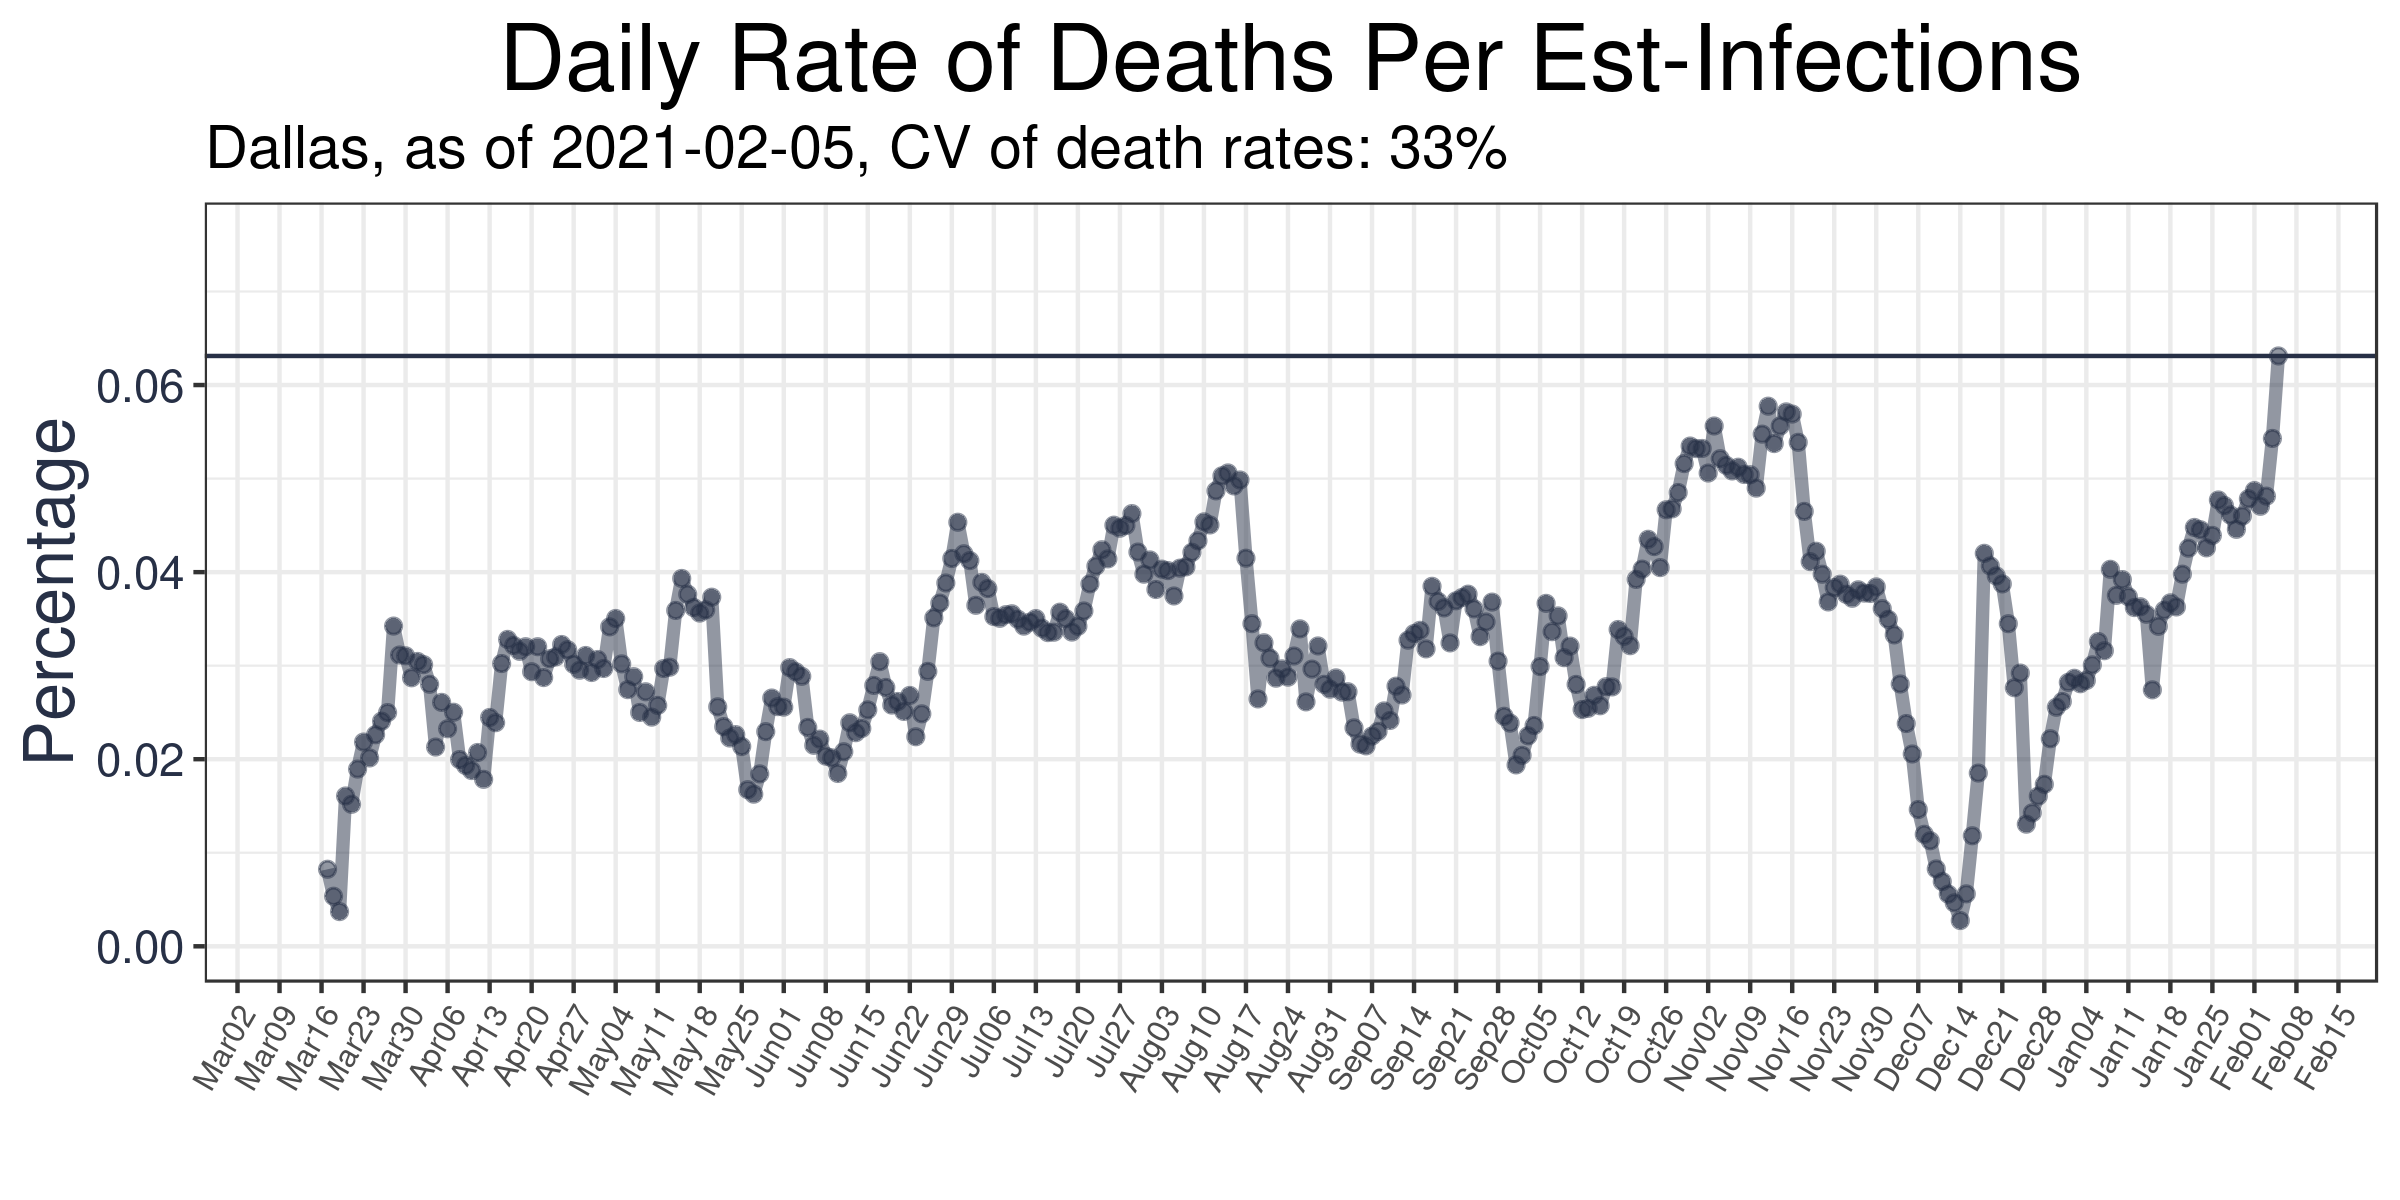 Daily Rate of Deaths Per Est-Infections
Dallas, as of 2021-02-05, CV of death rates: 33%
Percentage
0.06
0.04
0.02
0.00
Mar02
Mar09
Mar16
Mar23
Mar30
Apr06
Apr13
Apr20
Apr27
May04
May11
May18
May25
Jun01
Jun08
Jun15
Jun22
Jun29
Jul06
Jul13
Jul20
Jul27
Aug03
Aug10
Aug17
Aug24
Aug31
Sep07
Sep14
Sep21
Sep28
Oct05
Oct12
Oct19
Oct26
Nov02
Nov09
Nov16
Nov23
Nov30
Dec07
Dec14
Dec21
Dec28
Jan04
Jan11
Jan18
Jan25
Feb01
Feb08
Feb15